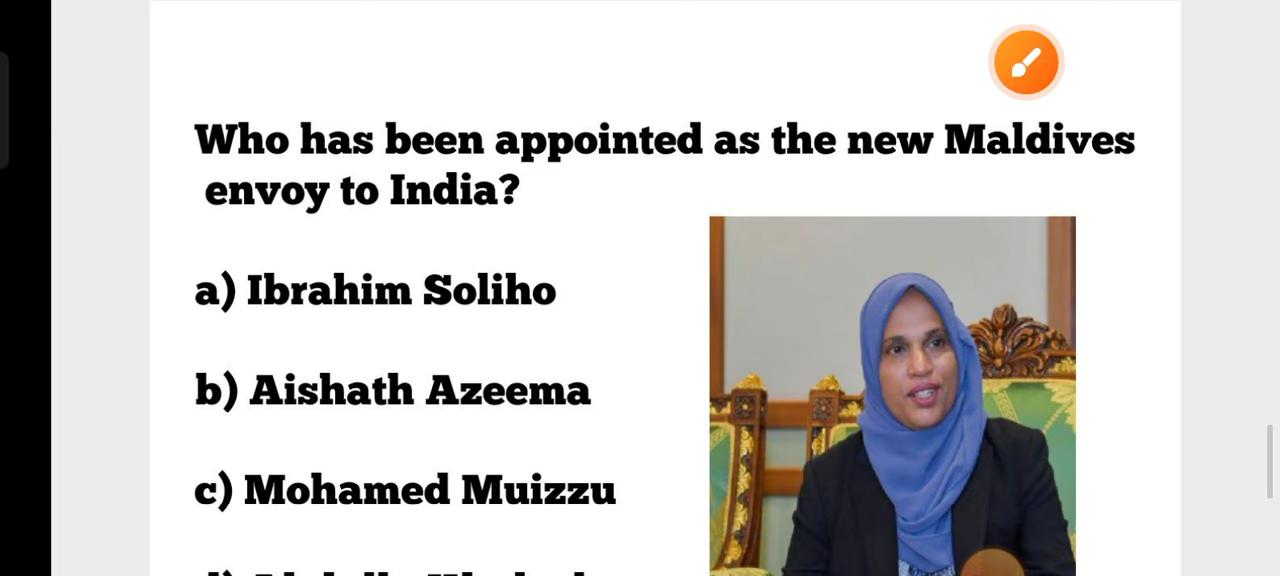 Who has been appointed as the new Maldives
envoy to India?
a) Ibrahim Soliho
b) Aishath Azeema
c) Mohamed Muizzu